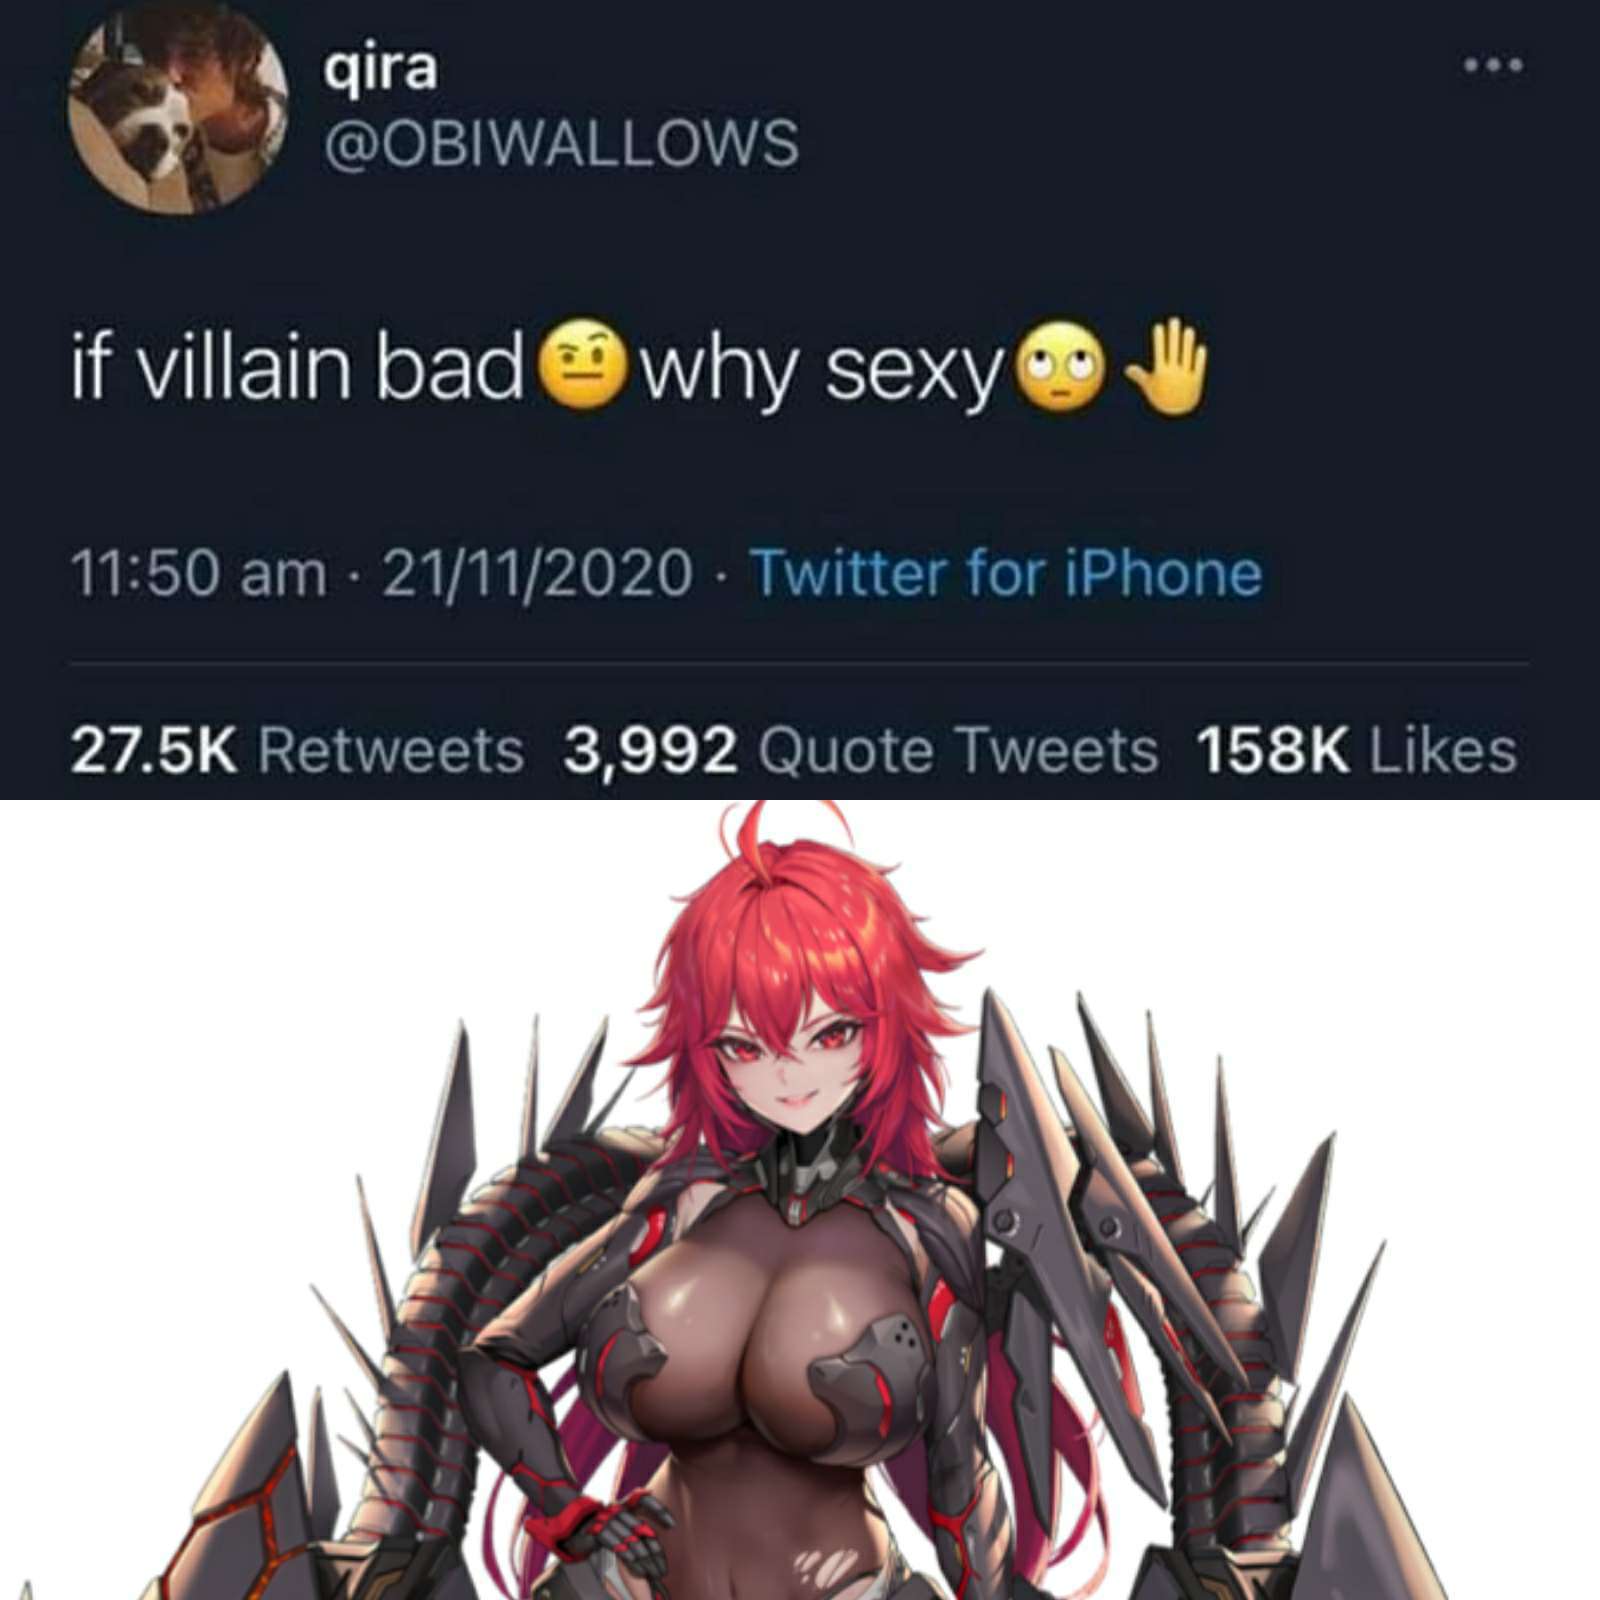 qira
@OBIWALLOWS
if villain bad🤨why sexy🙄✋
11:50 am · 21/11/2020 · Twitter for iPhone
27.5K Retweets 3,992 Quote Tweets 158K Likes